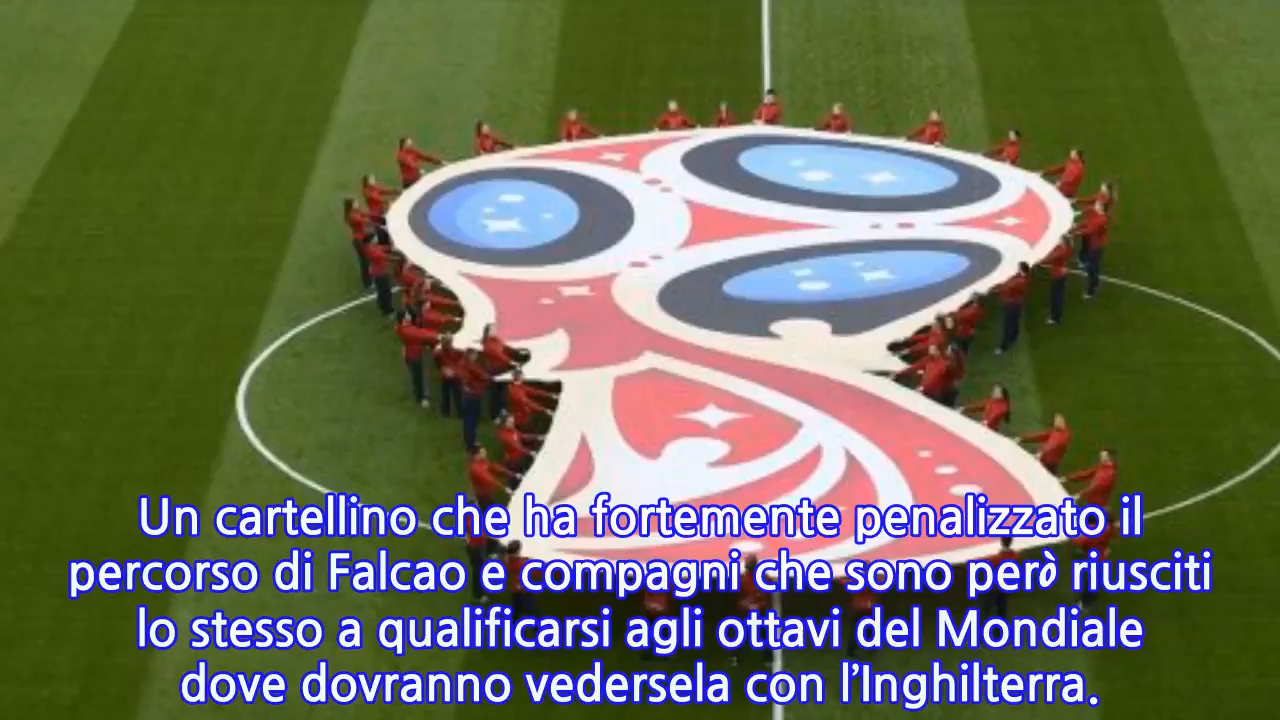 Un cartellino che ha fortemente penalizzato il
percorso di Falcao e compagni che sono però riusciti
lo stesso a qualificarsi agli ottavi del Mondiale
dove dovranno vedersela con l'Inghilterra.